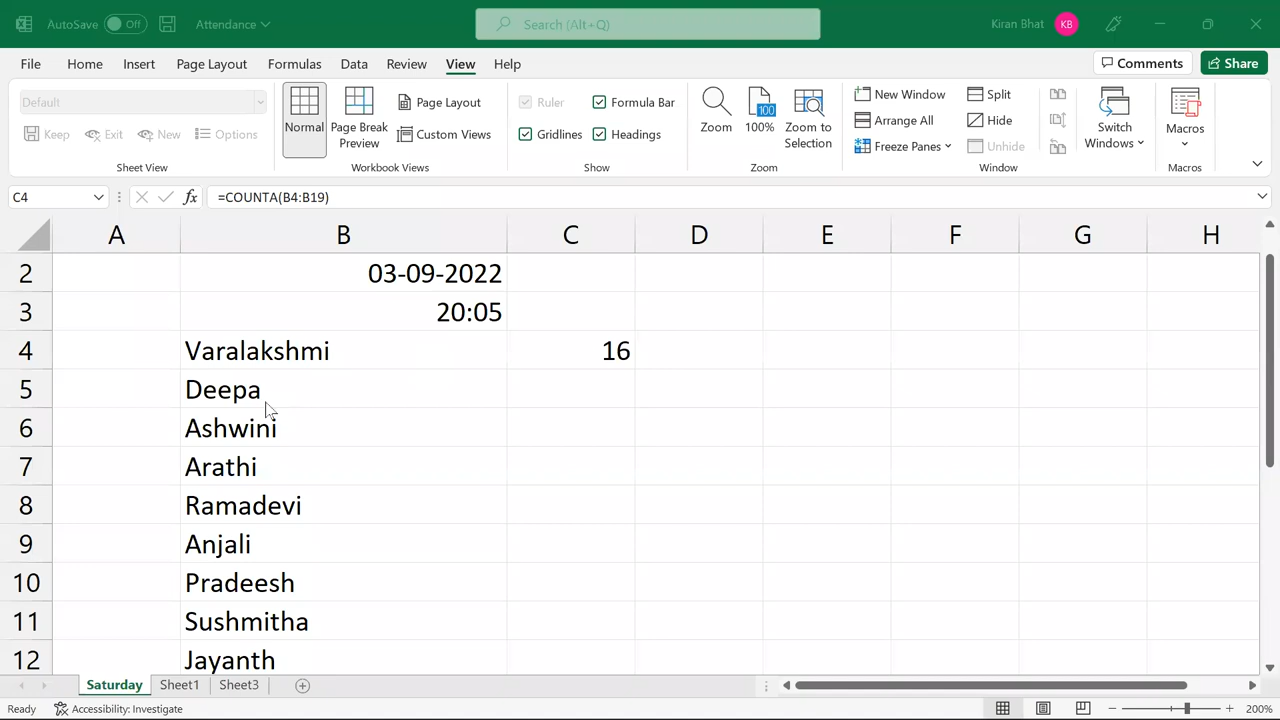 AutoSave Off Attendance Search (Alt+Q) Kiran Bhat KB
File Home Insert Page Layout Formulas Data Review View Help Comments Share
Default
Keep Exit New Options
Sheet View
Normal
Page Break Preview
Page Layout
Custom Views
Workbook Views
Ruler Formula Bar
Gridlines Headings
Show
Zoom
100
100%
Zoom to Selection
Zoom
New Window
Arrange All
Freeze Panes
Split
Hide
Unhide
Switch Windows
Window
Macros
Macros
C4 fx =COUNTA(B4:B19)
A B C D E F G H
2 03-09-2022
3 20:05
4 Varalakshmi 16
5 Deepa
6 Ashwini
7 Arathi
8 Ramadevi
9 Anjali
10 Pradeesh
11 Sushmitha
12 Jayanth
Saturday Sheet1 Sheet3
Ready Accessibility: Investigate 200%